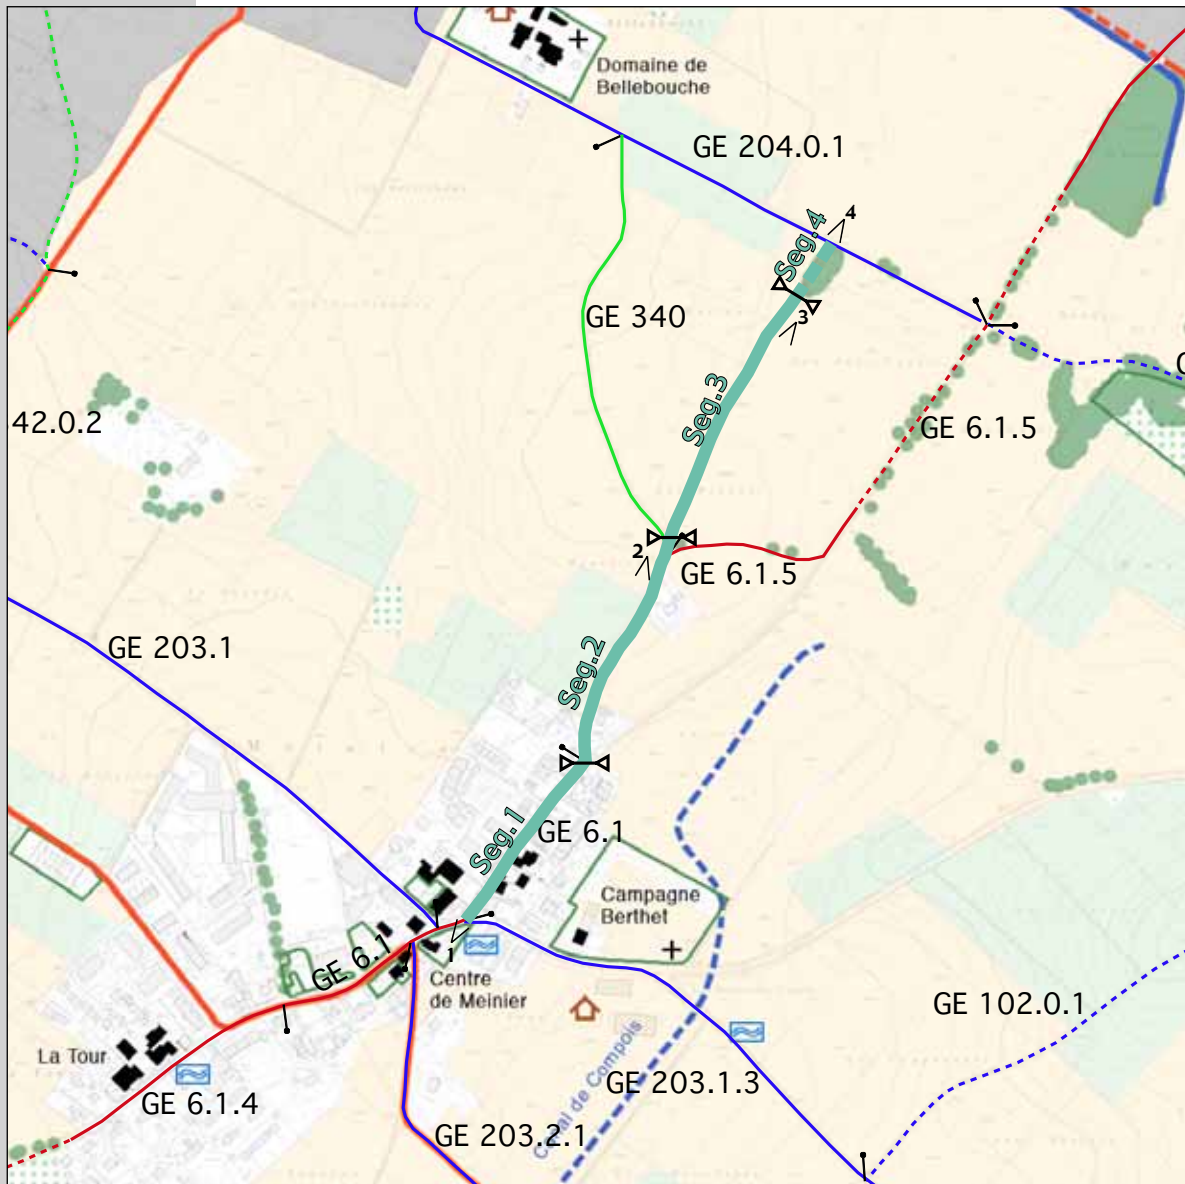 Domaine de
Bellebouche
GE 204.0.1
4
Seg.4
3
GE 340
Seg.3
42.0.2
GE 6.1.5
2
GE 6.1.5
GE 203.1
Seg.2
Seg.1
GE 6.1
Campagne
Berthet
1
GE 6.1
Centre
de Meinier
GE 102.0.1
La Tour
GE 203.1.3
GE 6.1.4
GE 203.2.1